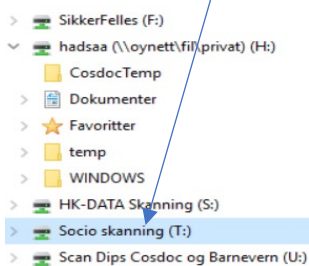 SikkerFelles (F:)
hadsaa (\\oynett\fil\privat) (H:)
CosdocTemp
Dokumenter
Favoritter
temp
WINDOWS
HK-DATA Skanning (S:)
Socio skanning (T:)
Scan Dips Cosdoc og Barnevern (U:)